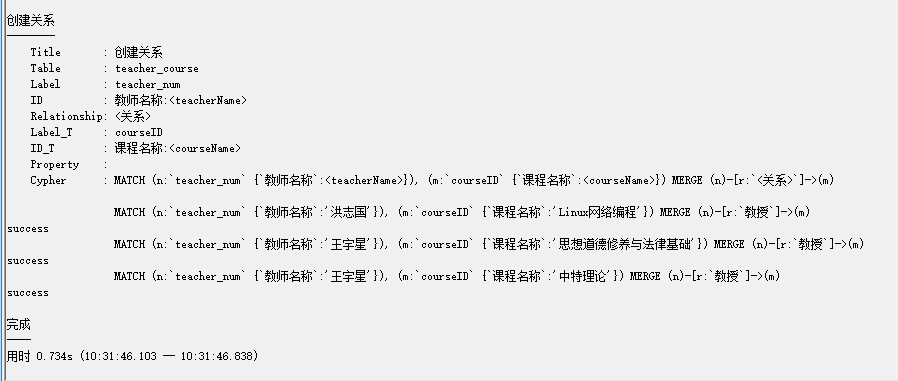 创建关系
Title : 创建关系
Table : teacher_course
Label : teacher_num
ID : 教师名称:<teacherName>
Relationship: <关系>
Label_T : courseID
ID_T : 课程名称:<courseName>
Property :
Cypher : MATCH (n:`teacher_num` {`教师名称`:<teacherName>}), (m:`courseID` {`课程名称`:<courseName>}) MERGE (n)-[r:`<关系>`]->(m)
MATCH (n:`teacher_num` {`教师名称`:'洪志国'}), (m:`courseID` {`课程名称`:'Linux网络编程'}) MERGE (n)-[r:`教授`]->(m)
success
MATCH (n:`teacher_num` {`教师名称`:'王宇星'}), (m:`courseID` {`课程名称`:'思想道德修养与法律基础'}) MERGE (n)-[r:`教授`]->(m)
success
MATCH (n:`teacher_num` {`教师名称`:'王宇星'}), (m:`courseID` {`课程名称`:'中特理论'}) MERGE (n)-[r:`教授`]->(m)
success
完成
用时 0.734s (10:31:46.103 — 10:31:46.838)